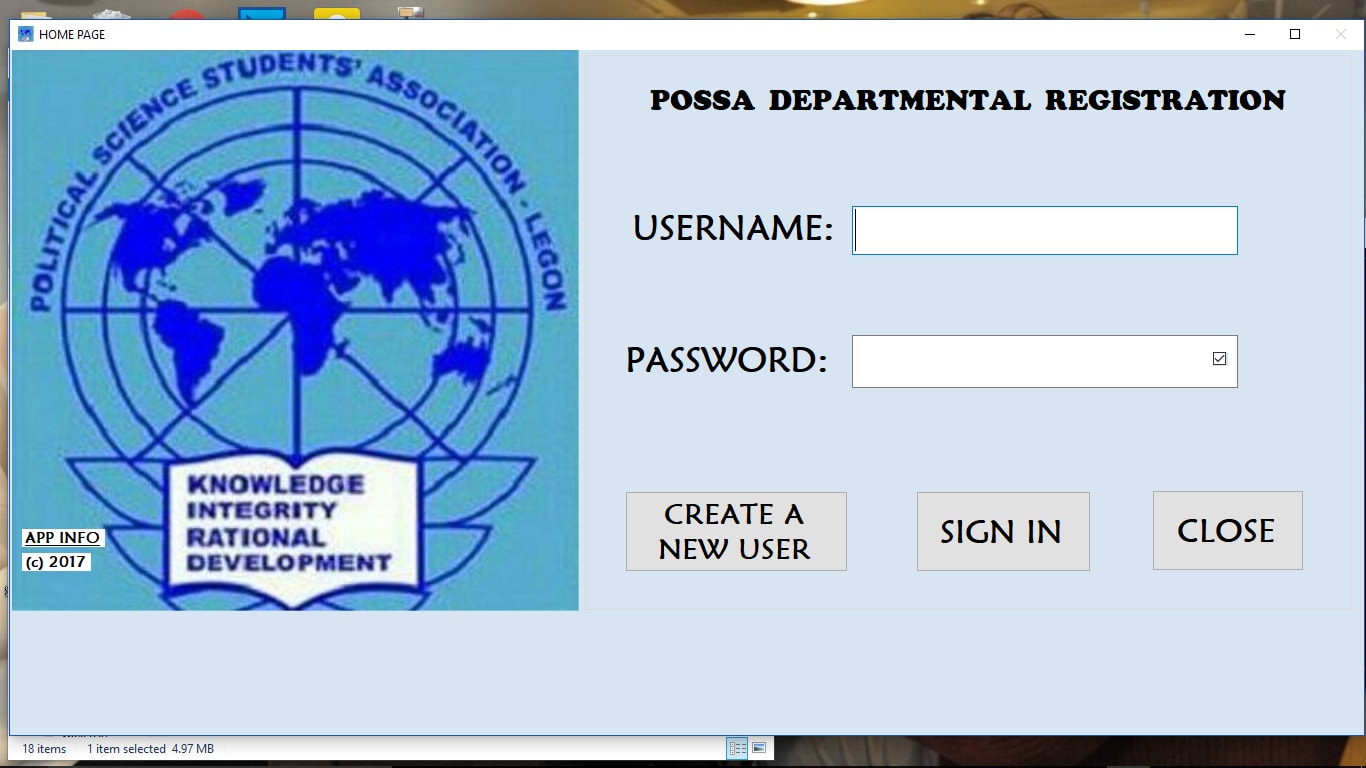 HOME PAGE
POLITICAL SCIENCE STUDENTS' ASSOCIATION - LEGON
POSSA DEPARTMENTAL REGISTRATION
USERNAME:
PASSWORD:
KNOWLEDGE
INTEGRITY
RATIONAL
DEVELOPMENT
APP INFO
(c) 2017
CREATE A
NEW USER
SIGN IN
CLOSE
18 items 1 item selected 4.97 MB